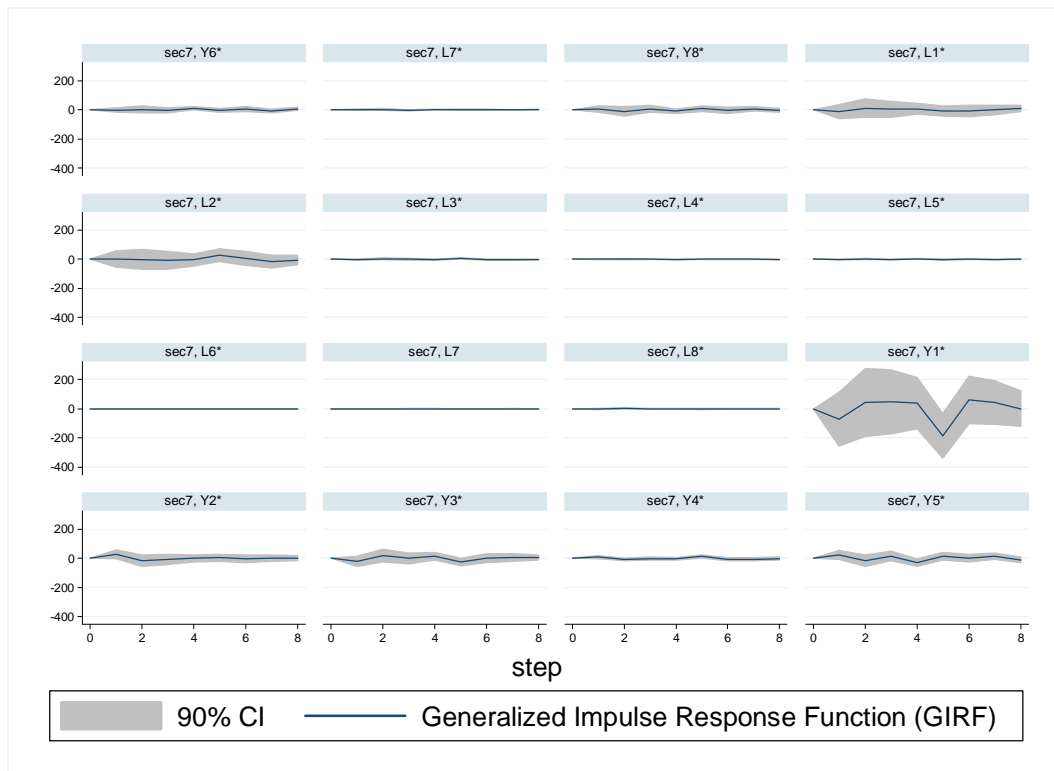 sec7, Y6*
sec7, L7*
sec7, Y8*
sec7, L1*
200
0
-200
-400
sec7, L2*
sec7, L3*
sec7, L4*
sec7, L5*
200
0
-200
-400
sec7, L6*
sec7, L7
sec7, L8*
sec7, Y1*
200
0
-200
-400
sec7, Y2*
sec7, Y3*
sec7, Y4*
sec7, Y5*
200
0
-200
-400
0 2 4 6 8
0 2 4 6 8
0 2 4 6 8
0 2 4 6 8
step
90% CI
Generalized Impulse Response Function (GIRF)